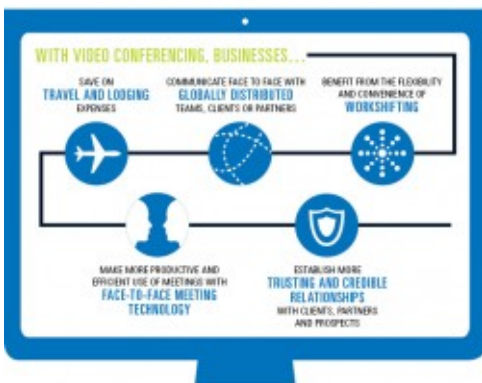 WITH VIDEO CONFERENCING, BUSINESSES...
SAVE ON
TRAVEL AND LODGING
EXPENSES
COMMUNICATE FACE TO FACE WITH
GLOBALLY DISTRIBUTED
TEAMS, CLIENTS OR PARTNERS
BENEFIT FROM THE FLEXIBILITY
AND CONVENIENCE OF
WORKSHIFTING
MAKE MORE PRODUCTIVE AND
EFFICIENT USE OF MEETINGS WITH
FACE-TO-FACE MEETING
TECHNOLOGY
ESTABLISH MORE
TRUSTING AND CREDIBLE
RELATIONSHIPS
WITH CLIENTS, PARTNERS
AND PROSPECTS